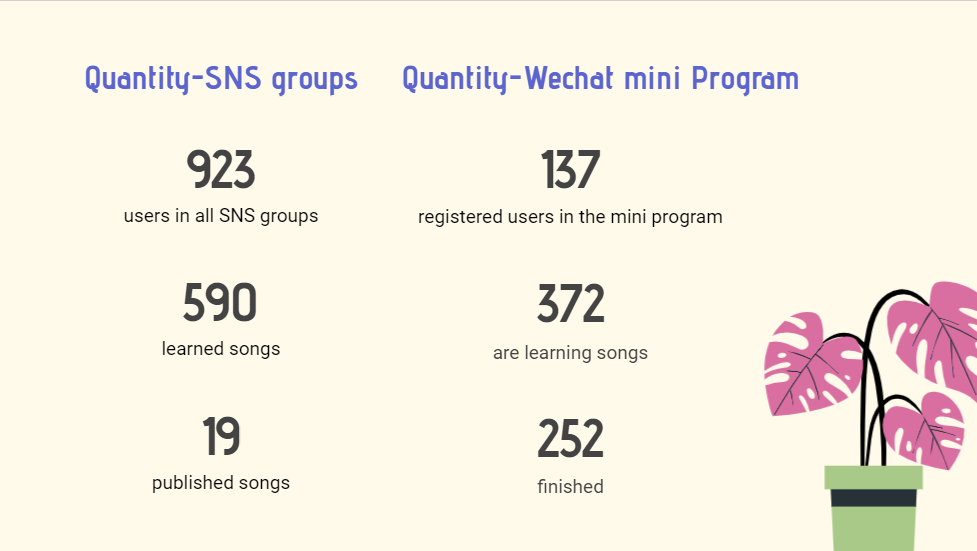 Quantity-SNS groups
Quantity-Wechat mini Program
923
users in all SNS groups
137
registered users in the mini program
590
learned songs
372
are learning songs
19
published songs
252
finished